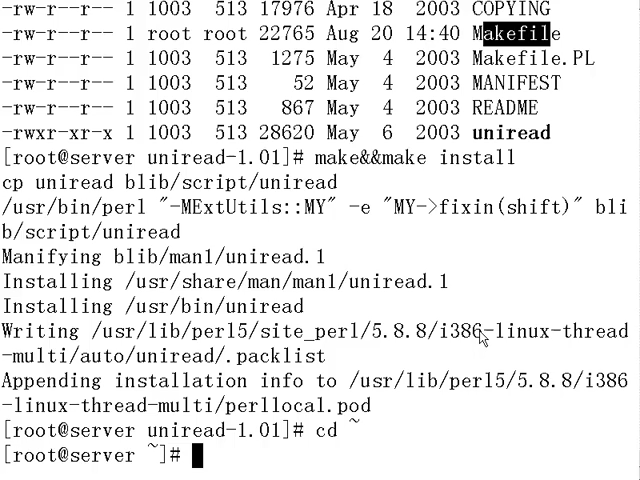 -rw-r--r-- 1 1003  513 17976 Apr 18  2003 COPYING
-rw-r--r-- 1 root root 22765 Aug 20 14:40 Makefile
-rw-r--r-- 1 1003  513  1275 May  4  2003 Makefile.PL
-rw-r--r-- 1 1003  513    52 May  4  2003 MANIFEST
-rw-r--r-- 1 1003  513   867 May  4  2003 README
-rwxr-xr-x 1 1003  513 28620 May  6  2003 uniread
[root@server uniread-1.01]# make&&make install
cp uniread blib/script/uniread
/usr/bin/perl "-MExtUtils::MY" -e "MY->fixin(shift)" bli
b/script/uniread
Manifying blib/man1/uniread.1
Installing /usr/share/man/man1/uniread.1
Installing /usr/bin/uniread
Writing /usr/lib/perl5/site_perl/5.8.8/i386-linux-thread
-multi/auto/uniread/.packlist
Appending installation info to /usr/lib/perl5/5.8.8/i386
-linux-thread-multi/perllocal.pod
[root@server uniread-1.01]# cd ~
[root@server ~]#